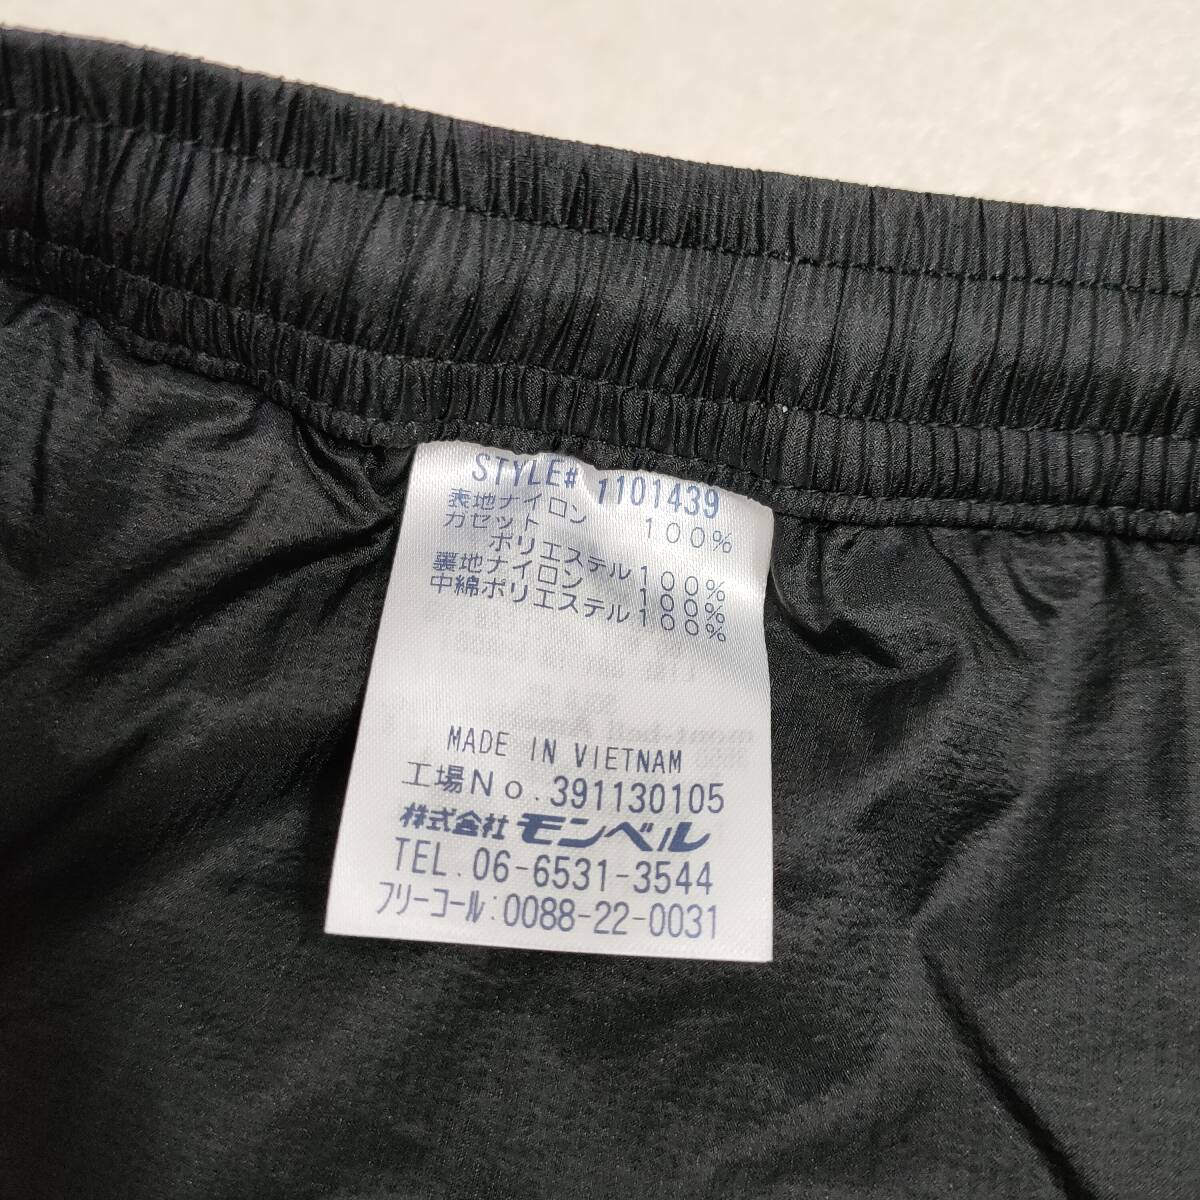 STYLE# 1101439
表地ナイロン 100%
ガゼット
ポリエステル100%
裏地ナイロン 100%
中綿ポリエステル100%
MADE IN VIETNAM
工場No.391130105
株式会社 モンベル
TEL.06-6531-3544
フリーコール:0088-22-0031